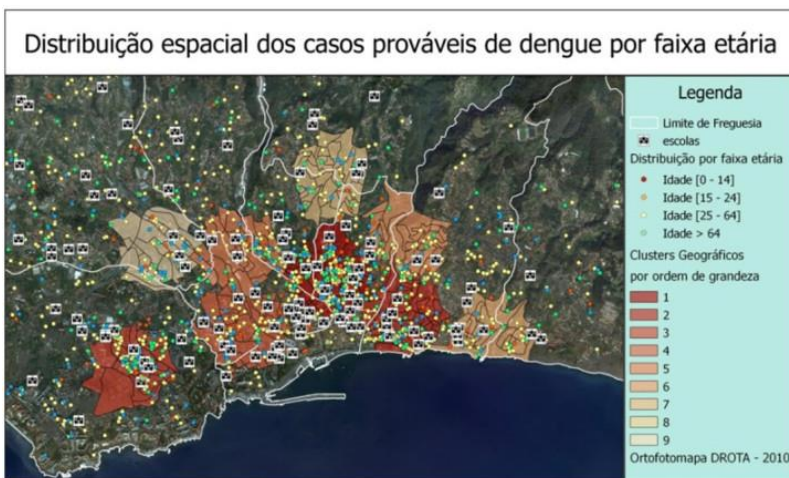 Distribuição espacial dos casos prováveis de dengue por faixa etária
Legenda
Limite de Freguesia
escolas
Distribuição por faixa etária
Idade [0 - 14]
Idade [15 - 24]
Idade [25 - 64]
Idade > 64
Clusters Geográficos
por ordem de grandeza
1
2
3
4
5
6
7
8
9
Ortofotomapa DROTA - 2010